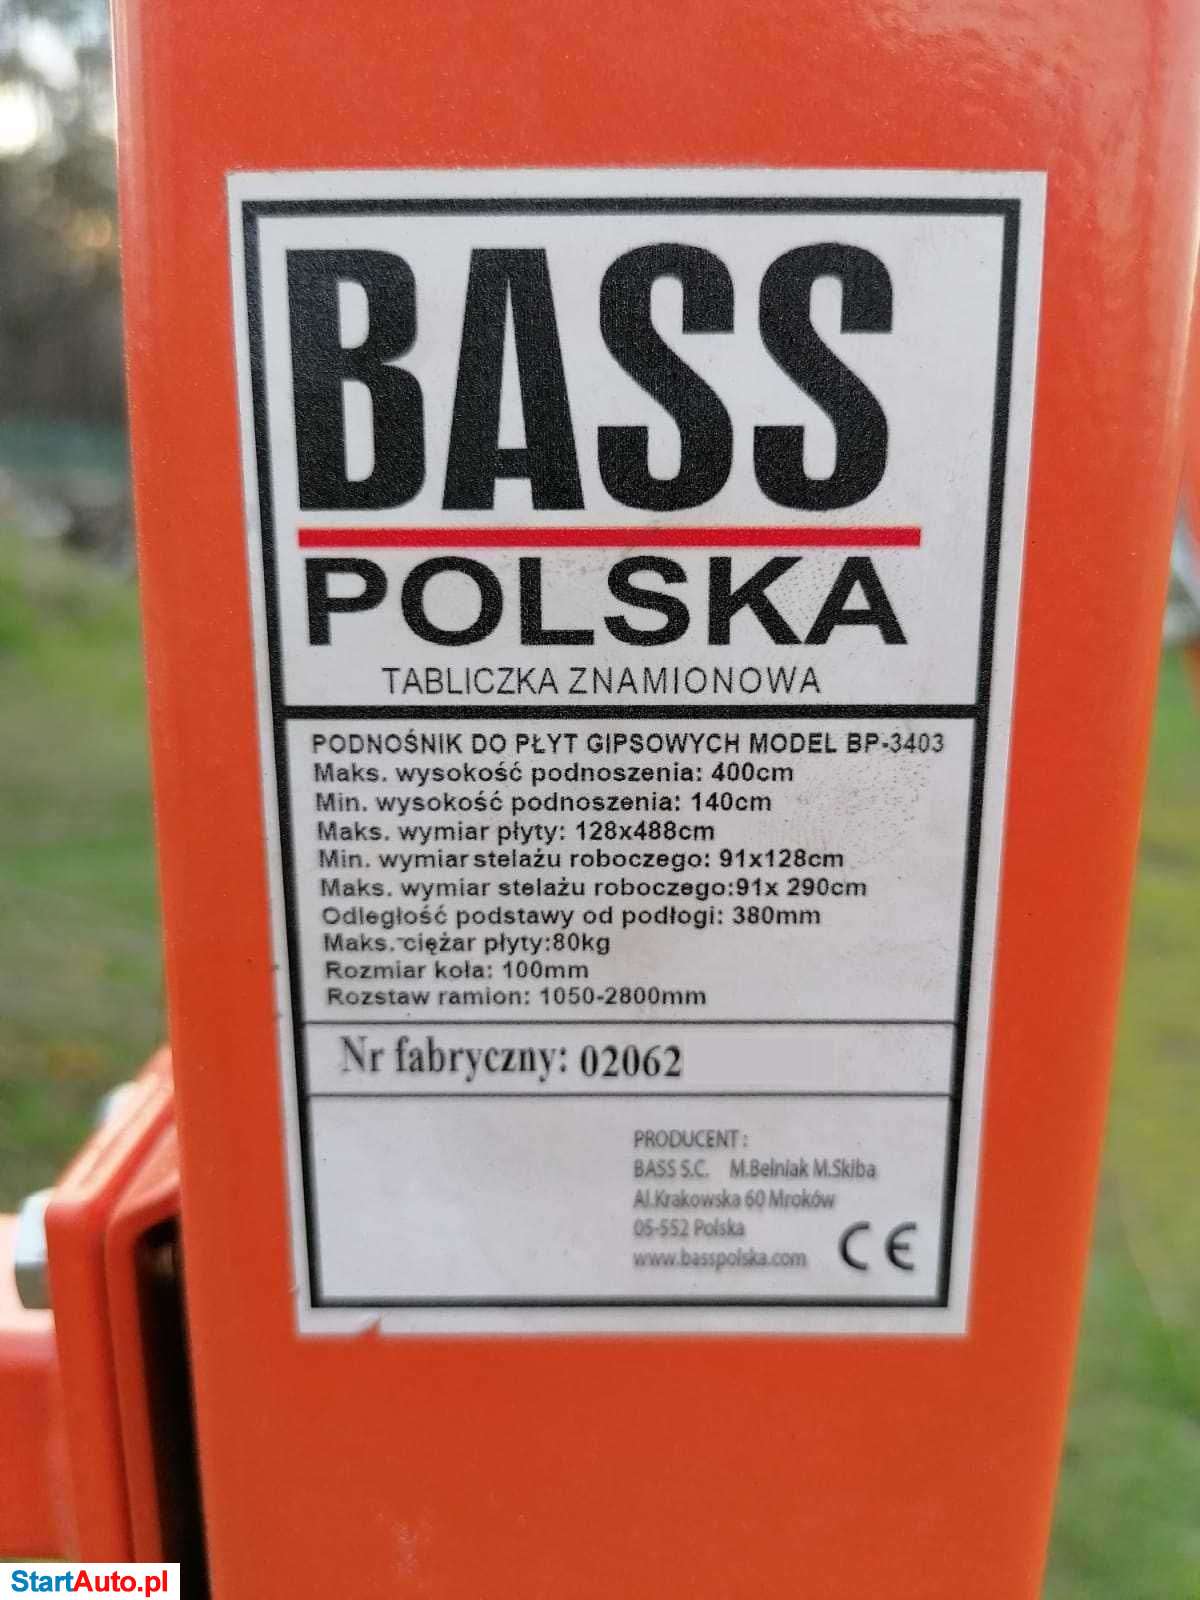 BASS
POLSKA
TABLICZKA ZNAMIONOWA
PODNOŚNIK DO PŁYT GIPSOWYCH MODEL BP-3403
Maks. wysokość podnoszenia: 400cm
Min. wysokość podnoszenia: 140cm
Maks. wymiar płyty: 128x488cm
Min. wymiar stelażu roboczego: 91x128cm
Maks. wymiar stelażu roboczego:91x 290cm
Odległość podstawy od podłogi: 380mm
Maks. ciężar płyty:80kg
Rozmiar koła: 100mm
Rozstaw ramion: 1050-2800mm
Nr fabryczny: 02062
PRODUCENT :
BASS S.C. M.Belniak M.Skiba
Al.Krakowska 60 Mroków
05-552 Polska
www.basspolska.com
CE
StartAuto.pl